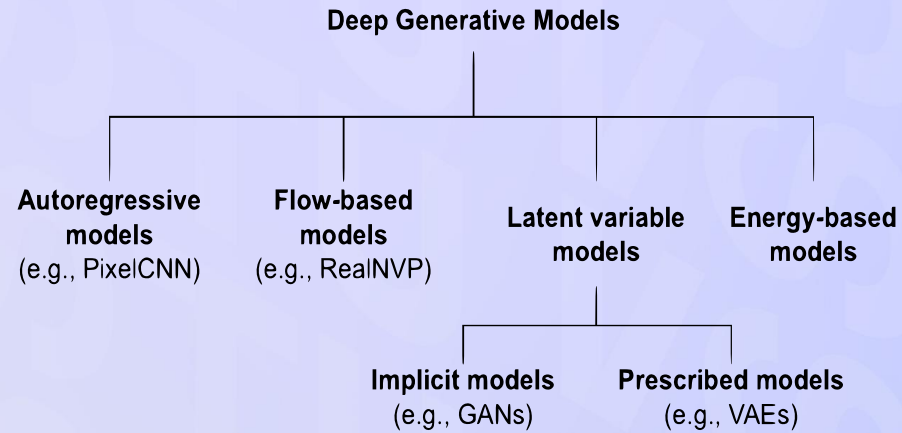 Deep Generative Models
Autoregressive
models
(e.g., PixelCNN)
Flow-based
models
(e.g., RealNVP)
Latent variable
models
Energy-based
models
Implicit models
(e.g., GANs)
Prescribed models
(e.g., VAEs)